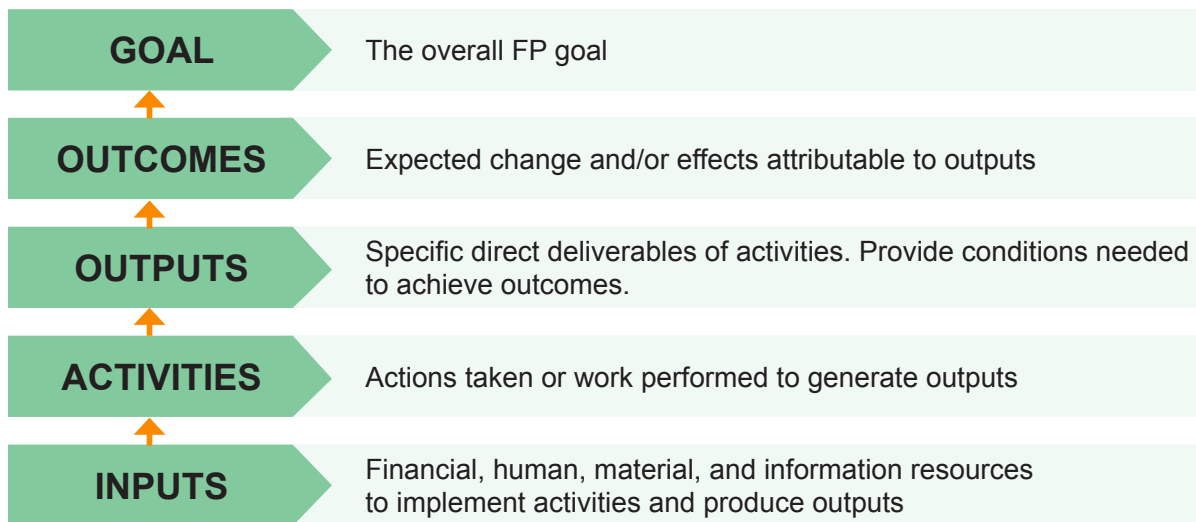 GOAL
The overall FP goal
OUTCOMES
Expected change and/or effects attributable to outputs
OUTPUTS
Specific direct deliverables of activities. Provide conditions needed
to achieve outcomes.
ACTIVITIES
Actions taken or work performed to generate outputs
INPUTS
Financial, human, material, and information resources
to implement activities and produce outputs